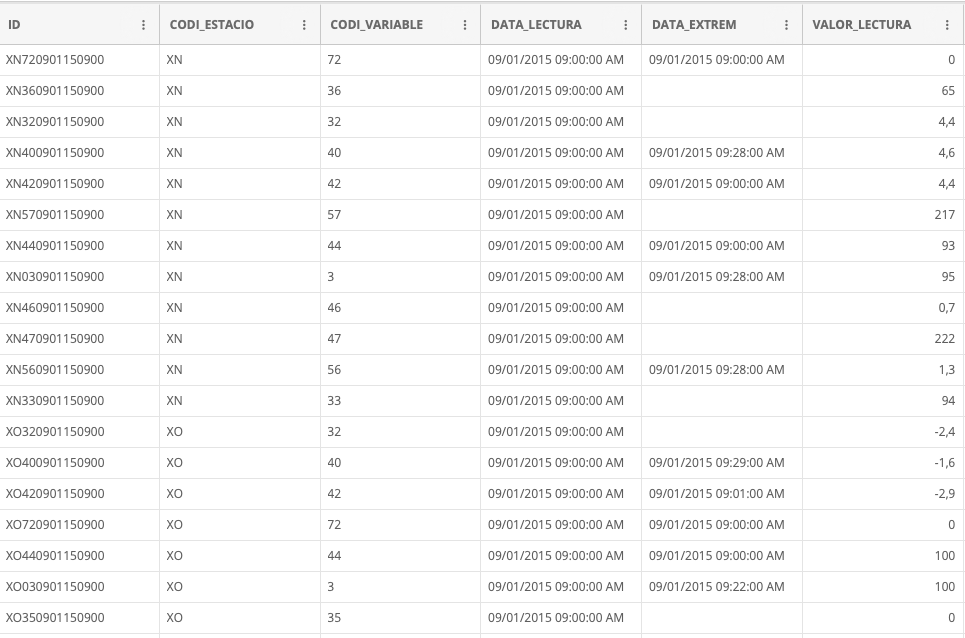 ID CODI_ESTACIO CODI_VARIABLE DATA_LECTURA DATA_EXTREM VALOR_LECTURA
XN720901150900 XN 72 09/01/2015 09:00:00 AM 09/01/2015 09:00:00 AM 0
XN360901150900 XN 36 09/01/2015 09:00:00 AM 65
XN320901150900 XN 32 09/01/2015 09:00:00 AM 4,4
XN400901150900 XN 40 09/01/2015 09:00:00 AM 09/01/2015 09:28:00 AM 4,6
XN420901150900 XN 42 09/01/2015 09:00:00 AM 09/01/2015 09:00:00 AM 4,4
XN570901150900 XN 57 09/01/2015 09:00:00 AM 217
XN440901150900 XN 44 09/01/2015 09:00:00 AM 09/01/2015 09:00:00 AM 93
XN030901150900 XN 3 09/01/2015 09:00:00 AM 09/01/2015 09:28:00 AM 95
XN460901150900 XN 46 09/01/2015 09:00:00 AM 0,7
XN470901150900 XN 47 09/01/2015 09:00:00 AM 222
XN560901150900 XN 56 09/01/2015 09:00:00 AM 09/01/2015 09:28:00 AM 1,3
XN330901150900 XN 33 09/01/2015 09:00:00 AM 94
XO320901150900 XO 32 09/01/2015 09:00:00 AM -2,4
XO400901150900 XO 40 09/01/2015 09:00:00 AM 09/01/2015 09:29:00 AM -1,6
XO420901150900 XO 42 09/01/2015 09:00:00 AM 09/01/2015 09:01:00 AM -2,9
XO720901150900 XO 72 09/01/2015 09:00:00 AM 09/01/2015 09:00:00 AM 0
XO440901150900 XO 44 09/01/2015 09:00:00 AM 09/01/2015 09:00:00 AM 100
XO030901150900 XO 3 09/01/2015 09:00:00 AM 09/01/2015 09:22:00 AM 100
XO350901150900 XO 35 09/01/2015 09:00:00 AM 0